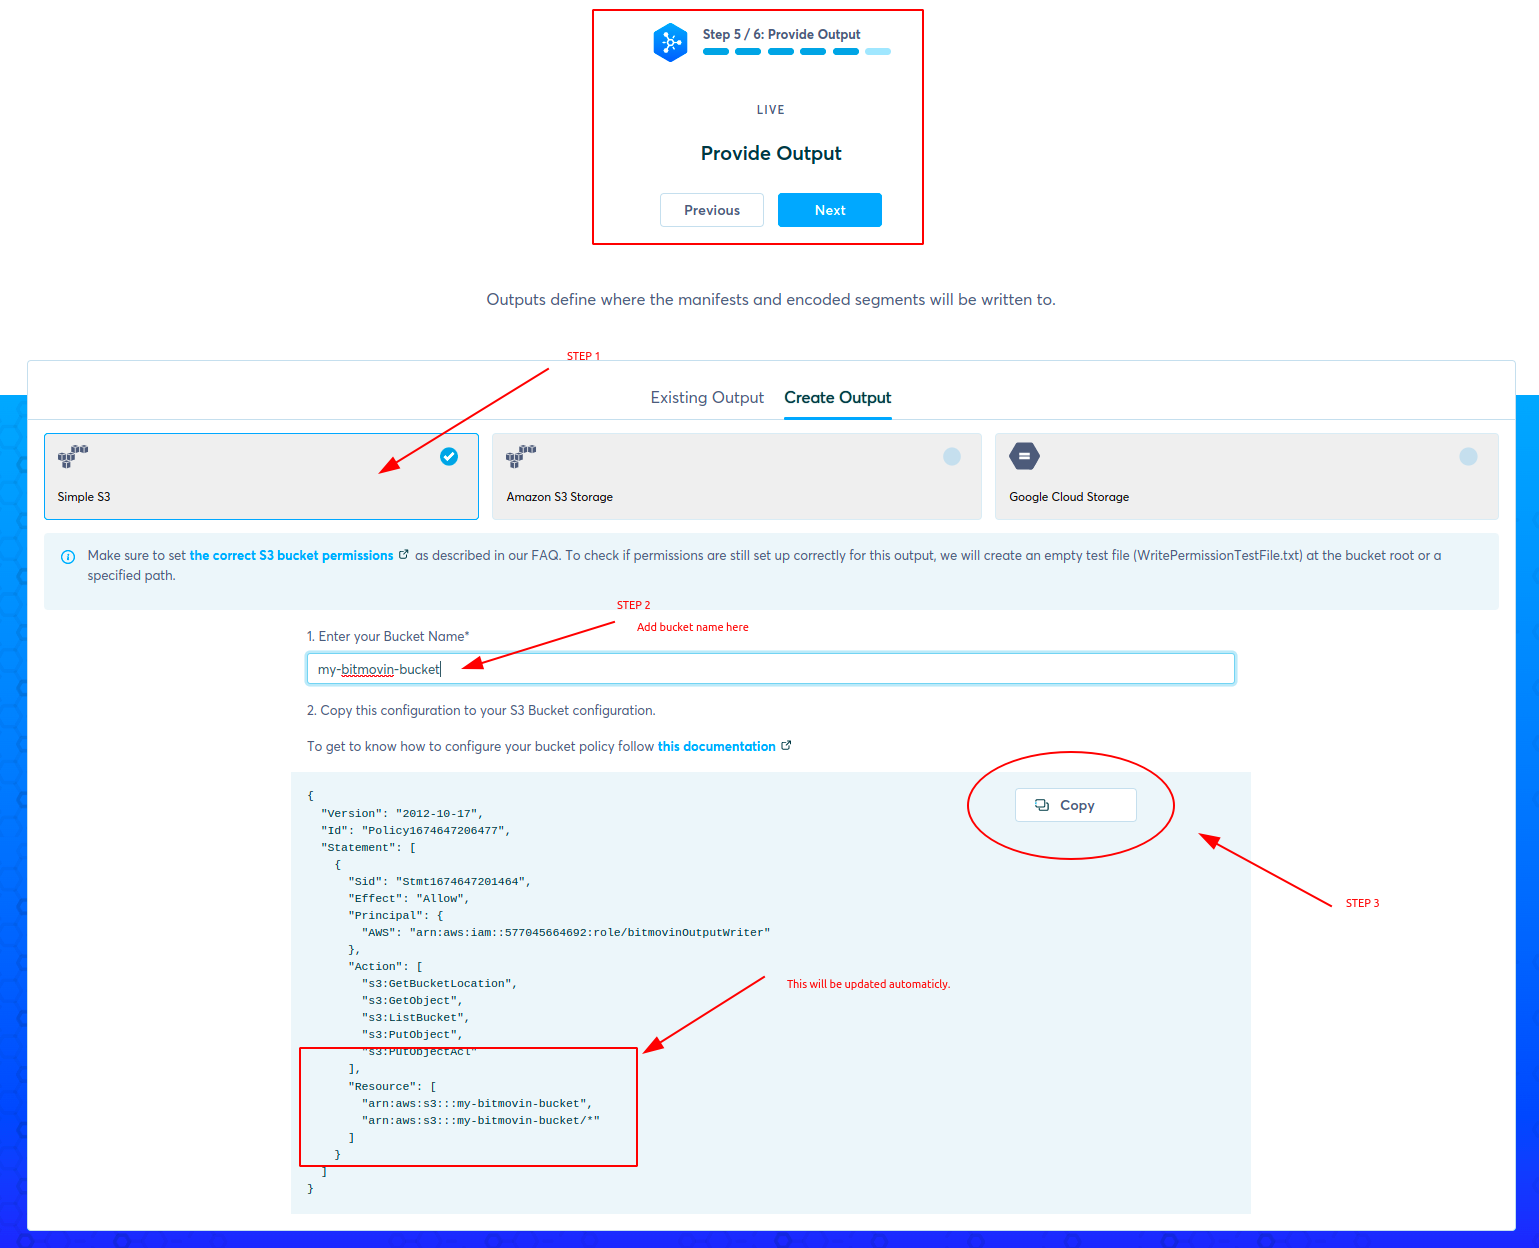 Step 5 / 6: Provide Output
LIVE
Provide Output
Previous
Next
Outputs define where the manifests and encoded segments will be written to.
STEP 1
Existing Output
Create Output
Simple S3
Amazon S3 Storage
Google Cloud Storage
Make sure to set the correct S3 bucket permissions as described in our FAQ. To check if permissions are still set up correctly for this output, we will create an empty test file (WritePermissionTestFile.txt) at the bucket root or a
specified path.
STEP 2
Add bucket name here
1. Enter your Bucket Name*
my-bitmovin-bucket
2. Copy this configuration to your S3 Bucket configuration.
To get to know how to configure your bucket policy follow this documentation
Copy
STEP 3
{
"Version": "2012-10-17",
"Id": "Policy1674647206477",
"Statement": [
{
"Sid": "Stmt1674647201464",
"Effect": "Allow",
"Principal": {
"AWS": "arn:aws:iam::577045664692:role/bitmovinOutputWriter"
},
"Action": [
"s3:GetBucketLocation",
"s3:GetObject",
"s3:ListBucket",
"s3:PutObject",
"s3:PutObjectAcl"
],
"Resource": [
"arn:aws:s3:::my-bitmovin-bucket",
"arn:aws:s3:::my-bitmovin-bucket/*"
]
}
]
}
This will be updated automaticly.